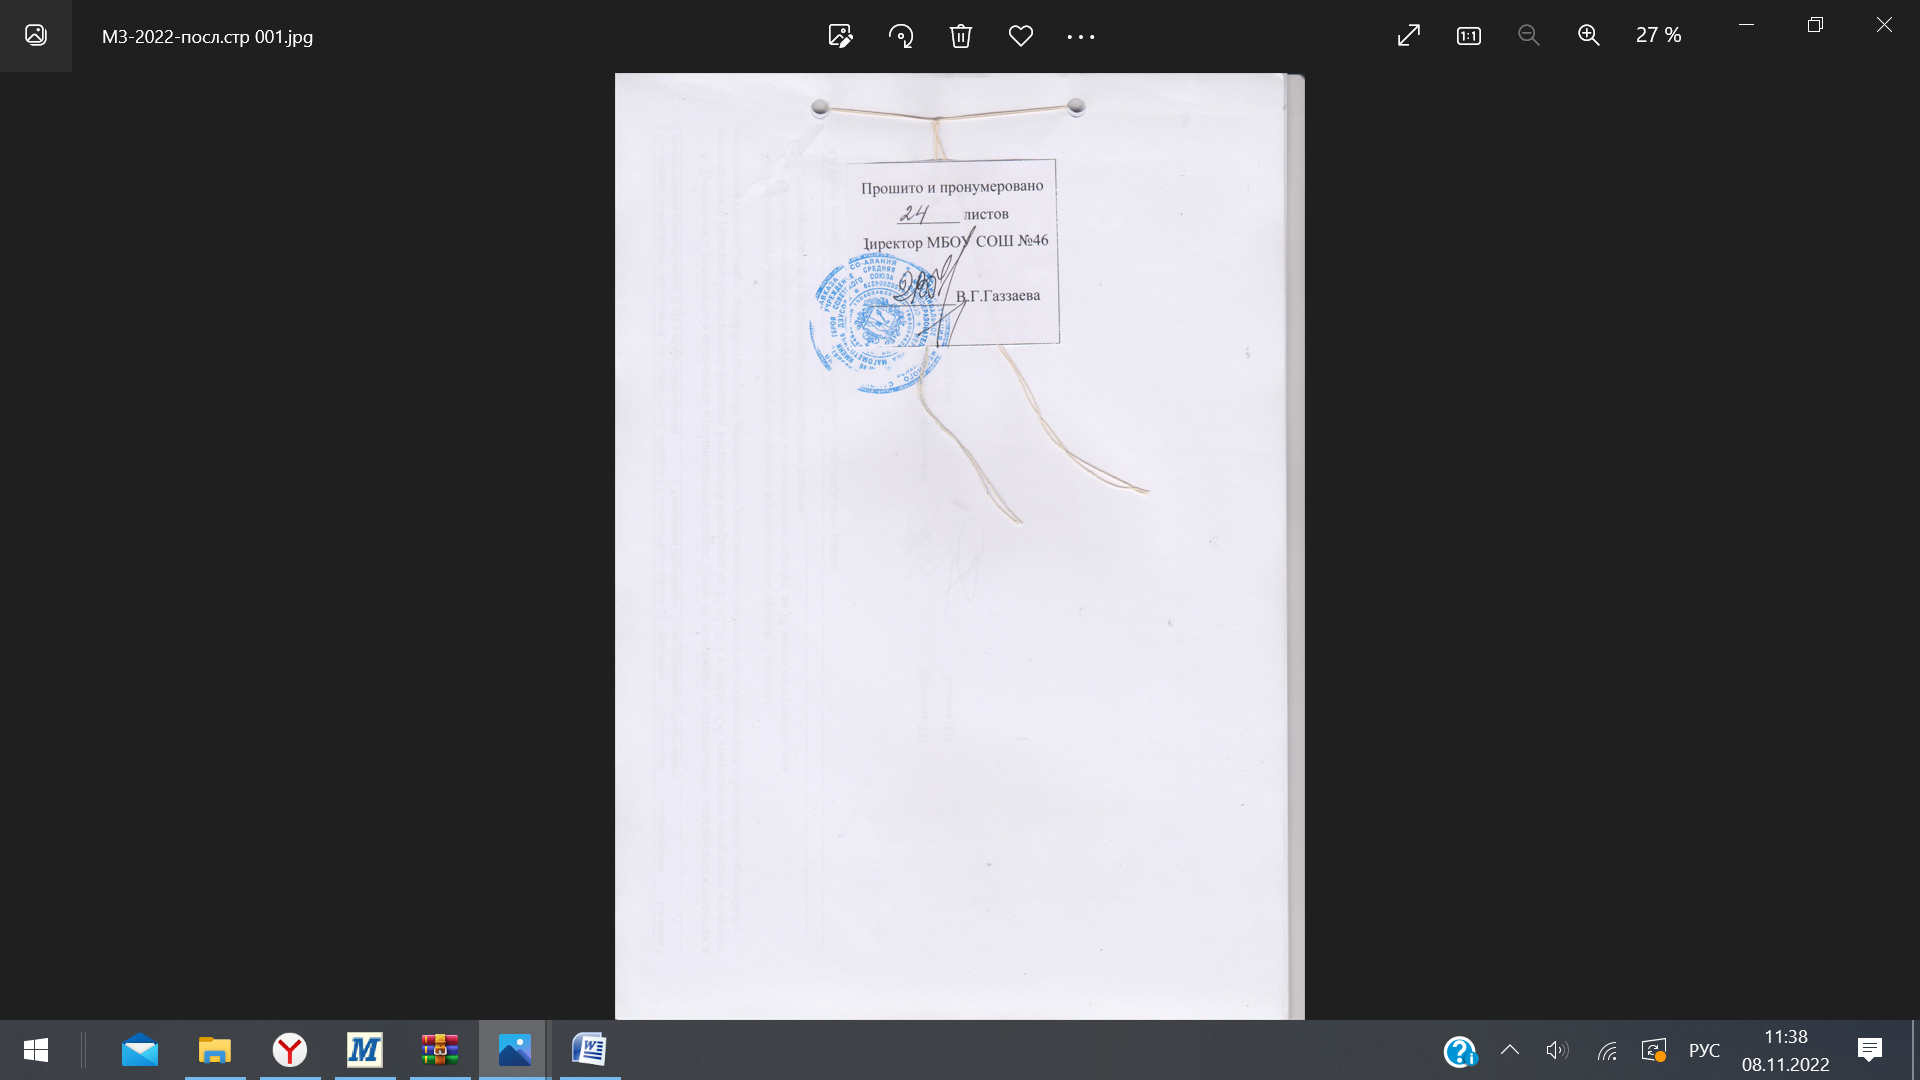 М3-2022-посл.стр 001.jpg
27 %
Прошито и пронумеровано
24 листов
Директор МБОУ СОШ №46
В.Г.Газзаева
РУС
11:38
08.11.2022